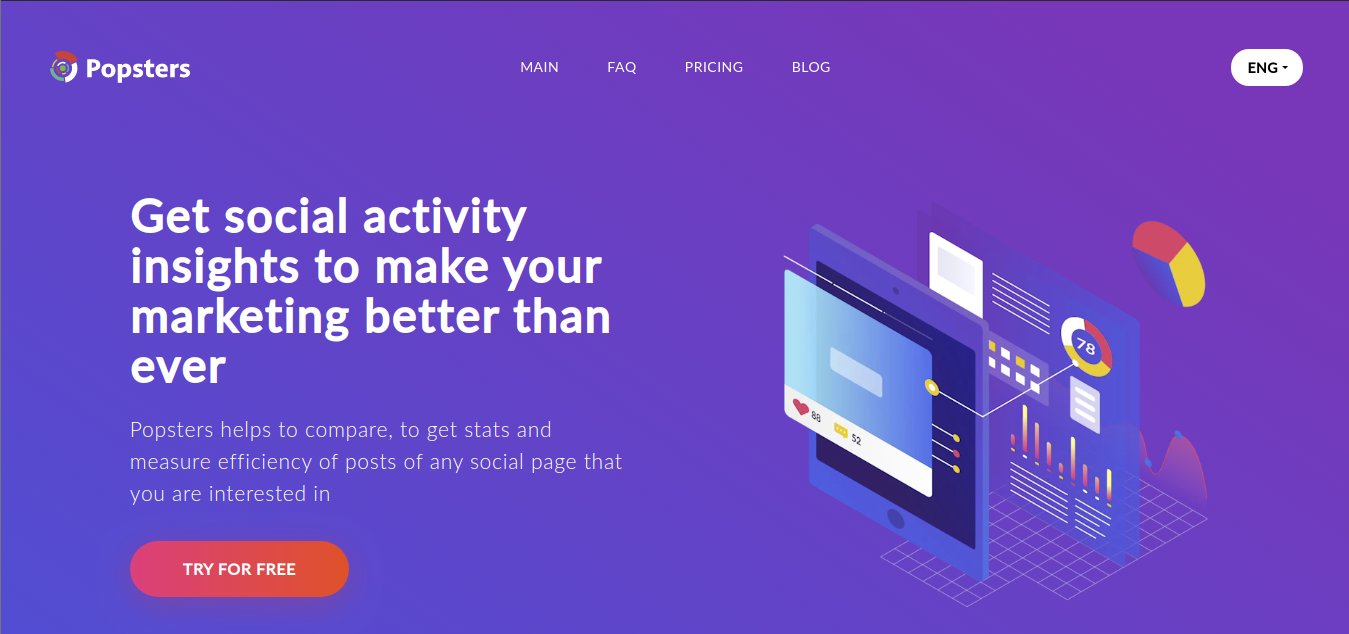 Popsters
MAIN
FAQ
PRICING
BLOG
ENG
Get social activity
insights to make your
marketing better than
ever
Popsters helps to compare, to get stats and
measure efficiency of posts of any social page that
you are interested in
TRY FOR FREE
78
88
52